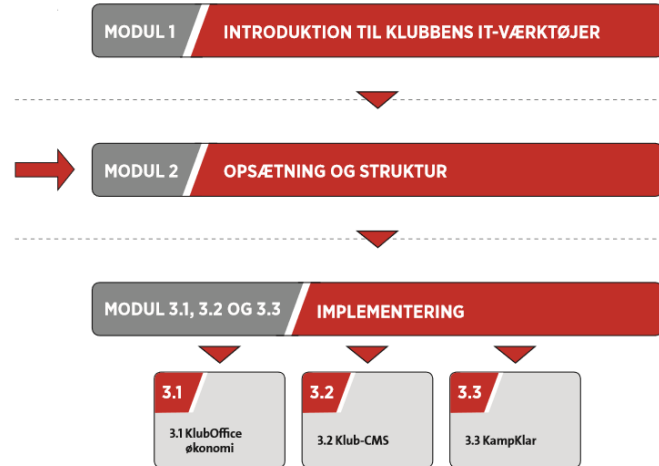 MODUL 1 INTRODUKTION TIL KLUBBENS IT-VÆRKTØJER
MODUL 2 OPSÆTNING OG STRUKTUR
MODUL 3.1, 3.2 OG 3.3 IMPLEMENTERING
3.1
3.1 KlubOffice
økonomi
3.2
3.2 Klub-CMS
3.3
3.3 KampKlar